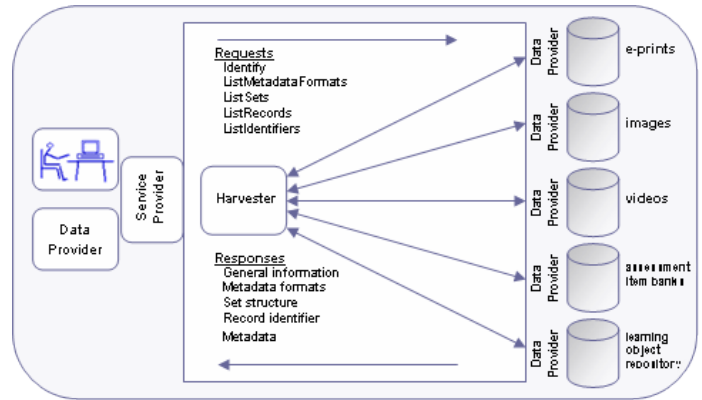 Requests
Identify
ListMetadataFormats
ListSets
ListRecords
ListIdentifiers
Service
Provider
Data
Provider
Harvester
Responses
General information
Metadata formats
Set structure
Record identifier
Metadata
Data
Provider
e-prints
Data
Provider
images
Data
Provider
videos
Data
Provider
assessment
item banks
Data
Provider
learning
object
repository